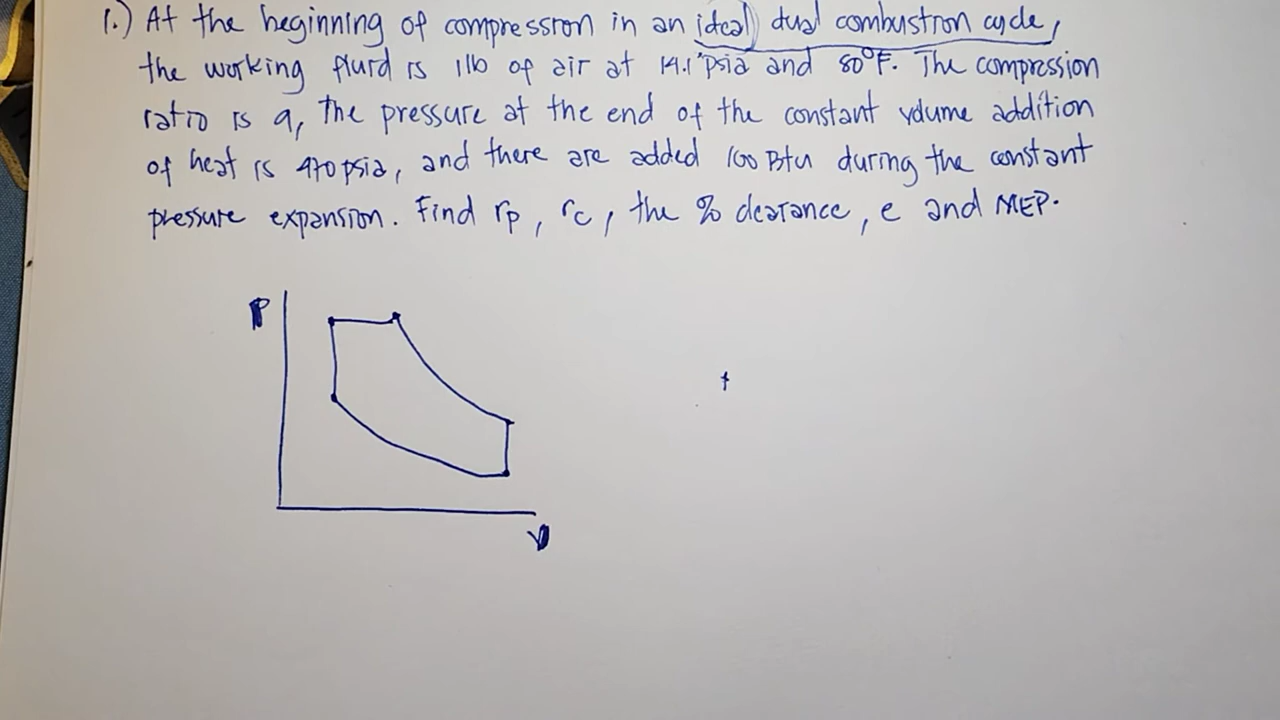 1.) At the beginning of compression in an ideal dual combustion cycle,
the working fluid is 1lb of air at 14.1 psia and 80°F. The compression
ratio is 9, the pressure at the end of the constant volume addition
of heat is 470 psia, and there are added 100 Btu during the constant
pressure expansion. Find rp, rc, the % clearance, e and MEP.
P
V